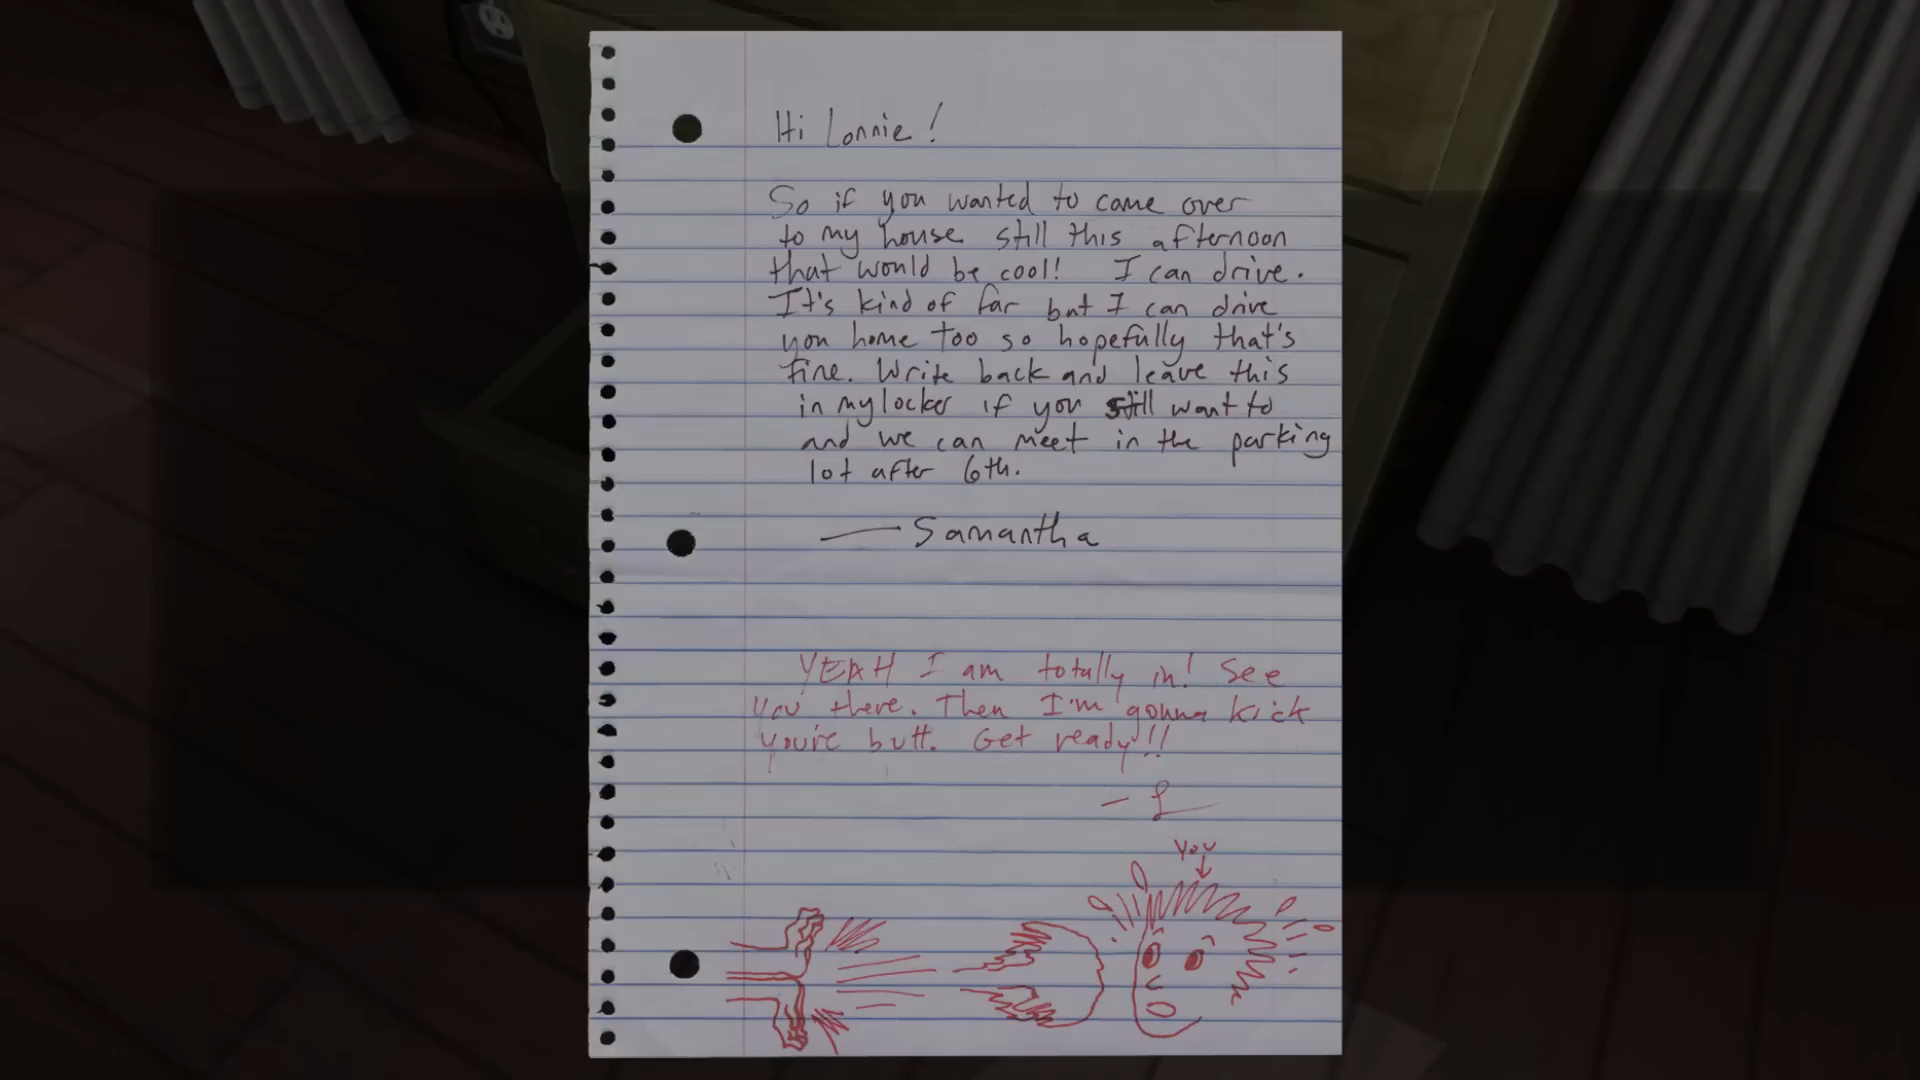 Hi Lonnie!
So if you wanted to come over
to my house still this afternoon
that would be cool! I can drive.
It's kind of far but I can drive
you home too so hopefully that's
fine. Write back and leave this
in my locker if you still want to
and we can meet in the parking
lot after 6th.
— Samantha
YEAH I am totally in! See
you there. Then I'm gonna kick
you're butt. Get ready!!
- L
you